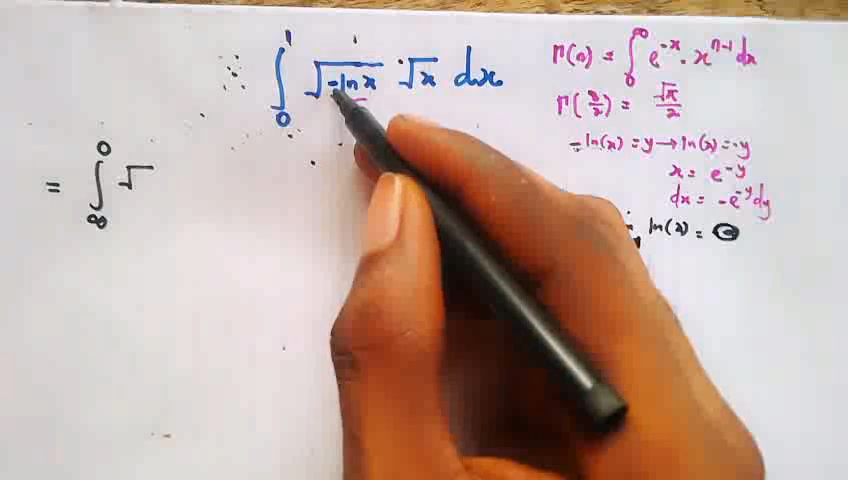 ∫₀¹ √(-ln x) · √x dx
Γ(n) = ∫₀^∞ e^(-x) · x^(n-1) dx
Γ(3/2) = √π/2
-ln(x) = y → ln(x) = -y
x = e^(-y)
dx = -e^(-y) dy
ln(x) =
= ∫_∞^0 √